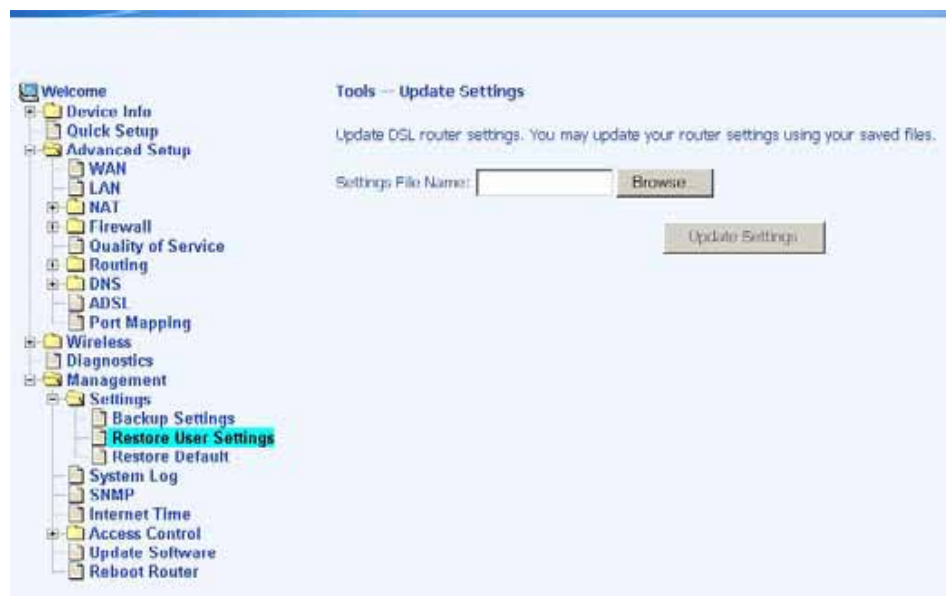 Welcome
Device Info
Quick Setup
Advanced Setup
WAN
LAN
NAT
Firewall
Quality of Service
Routing
DNS
ADSL
Port Mapping
Wireless
Diagnostics
Management
Settings
Backup Settings
Restore User Settings
Restore Default
System Log
SNMP
Internet Time
Access Control
Update Software
Reboot Router
Tools -- Update Settings
Update DSL router settings. You may update your router settings using your saved files.
Settings File Name: Browse...
Update Settings